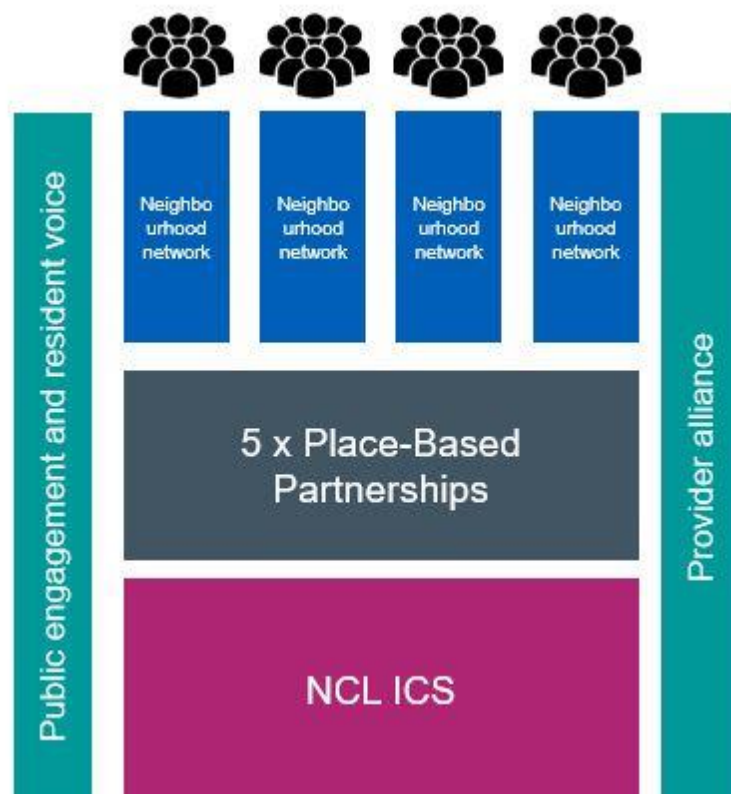 Public engagement and resident voice
Neighbo
urhood
network
Neighbo
urhood
network
Neighbo
urhood
network
Neighbo
urhood
network
5 x Place-Based
Partnerships
NCL ICS
Provider alliance